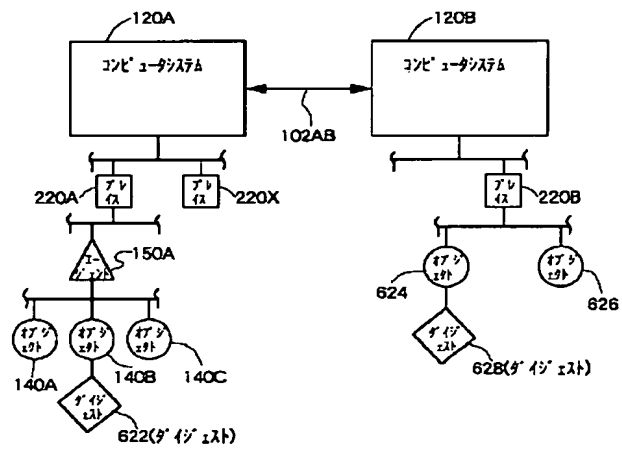 120A
120B
コンピュータシステム
コンピュータシステム
102AB
220A
プレ
イス
プレ
イス
220X
プレ
イス
220B
エー
ジェント
150A
オブジ
ェクト
624
オブジ
ェクト
626
オブジ
ェクト
オブジ
ェクト
オブジ
ェクト
140A
140B
140C
ダイジ
ェスト
628(ダイジェスト)
ダイジ
ェスト
622(ダイジェスト)